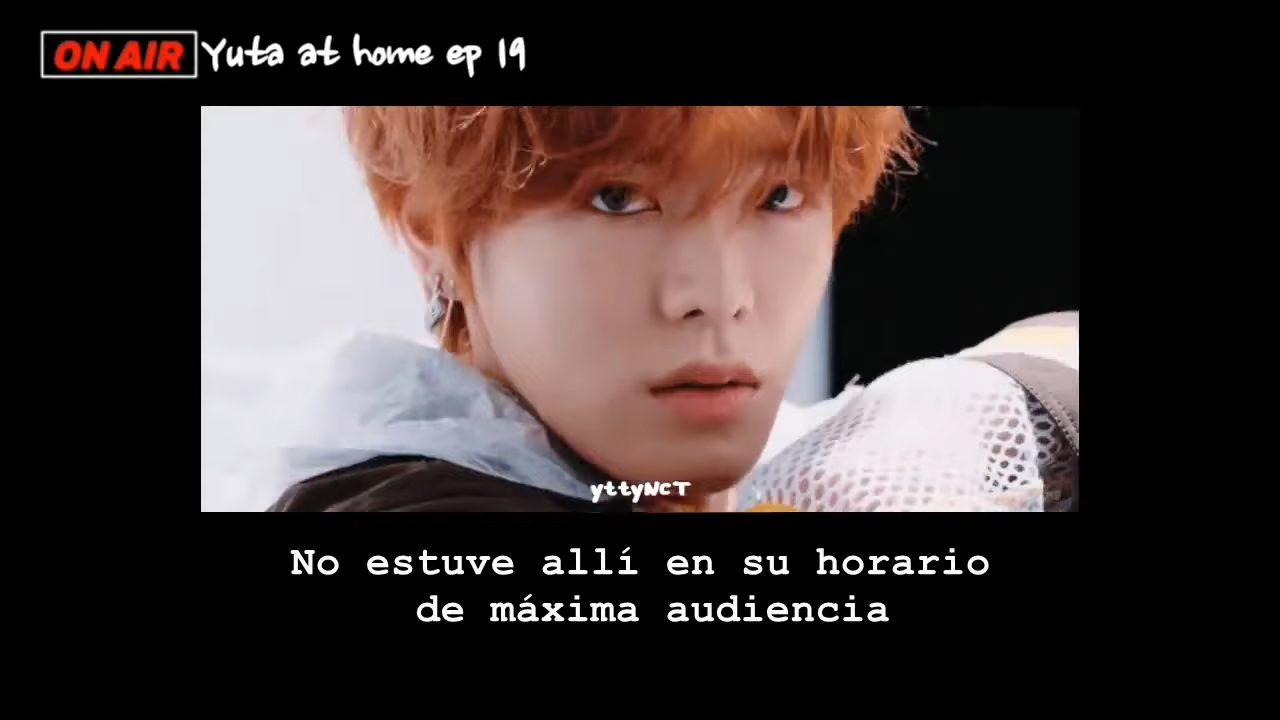 ON AIR Yuta at home ep 19
yttyNCT
No estuve allí en su horario
de máxima audiencia